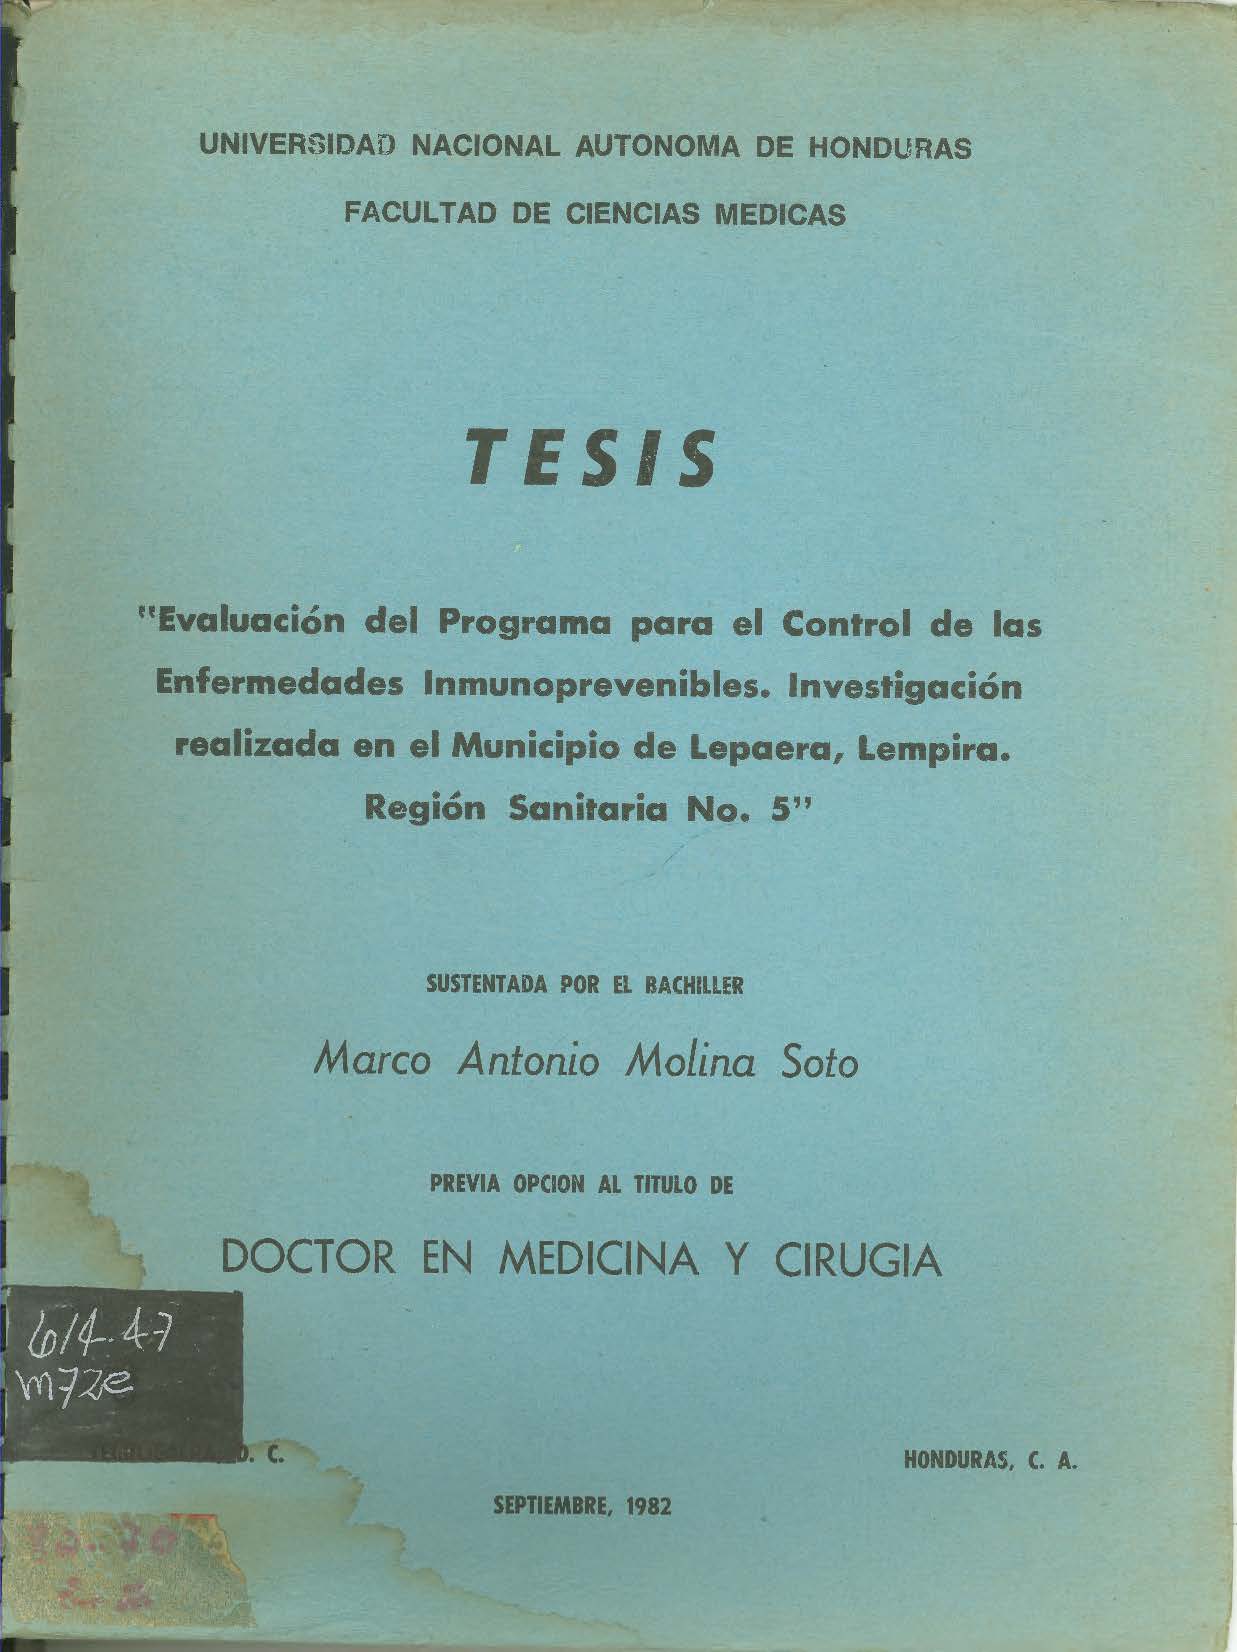 UNIVERSIDAD NACIONAL AUTONOMA DE HONDURAS
FACULTAD DE CIENCIAS MEDICAS
TESIS
"Evaluación del Programa para el Control de las
Enfermedades Inmunoprevenibles. Investigación
realizada en el Municipio de Lepaera, Lempira.
Región Sanitaria No. 5"
SUSTENTADA POR EL BACHILLER
Marco Antonio Molina Soto
PREVIA OPCION AL TITULO DE
DOCTOR EN MEDICINA Y CIRUGIA
614.47
M72e
D. C.
HONDURAS, C. A.
SEPTIEMBRE, 1982